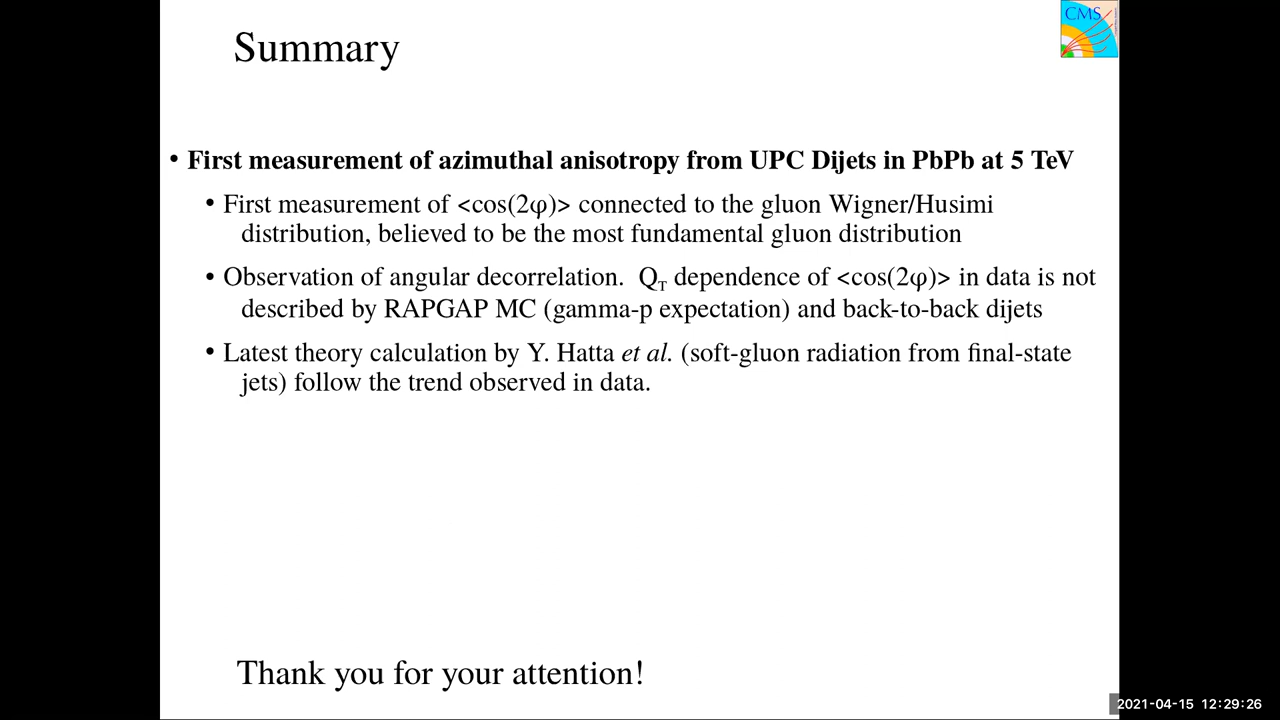 CMS
Summary
• First measurement of azimuthal anisotropy from UPC Dijets in PbPb at 5 TeV
• First measurement of <cos(2φ)> connected to the gluon Wigner/Husimi
distribution, believed to be the most fundamental gluon distribution
• Observation of angular decorrelation.  Q_T dependence of <cos(2φ)> in data is not
described by RAPGAP MC (gamma-p expectation) and back-to-back dijets
• Latest theory calculation by Y. Hatta et al. (soft-gluon radiation from final-state
jets) follow the trend observed in data.
Thank you for your attention!
2021-04-15 12:29:26